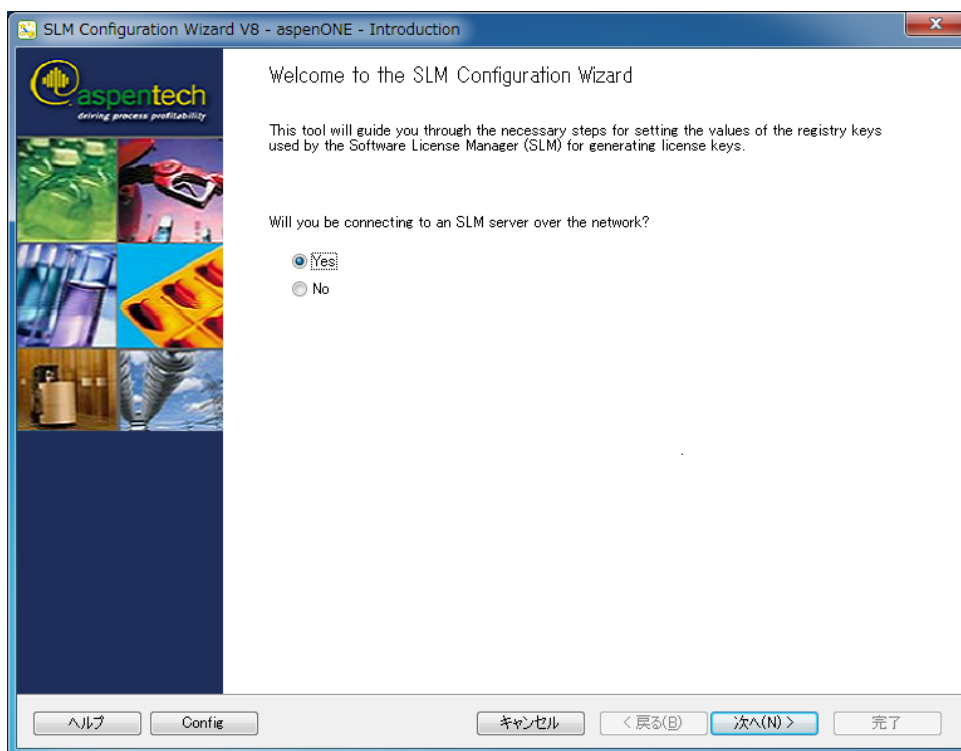 SLM Configuration Wizard V8 - aspenONE - Introduction
aspentech
driving process profitability
Welcome to the SLM Configuration Wizard
This tool will guide you through the necessary steps for setting the values of the registry keys
used by the Software License Manager (SLM) for generating license keys.
Will you be connecting to an SLM server over the network?
Yes
No
ヘルプ
Config
キャンセル
< 戻る(B)
次へ(N) >
完了